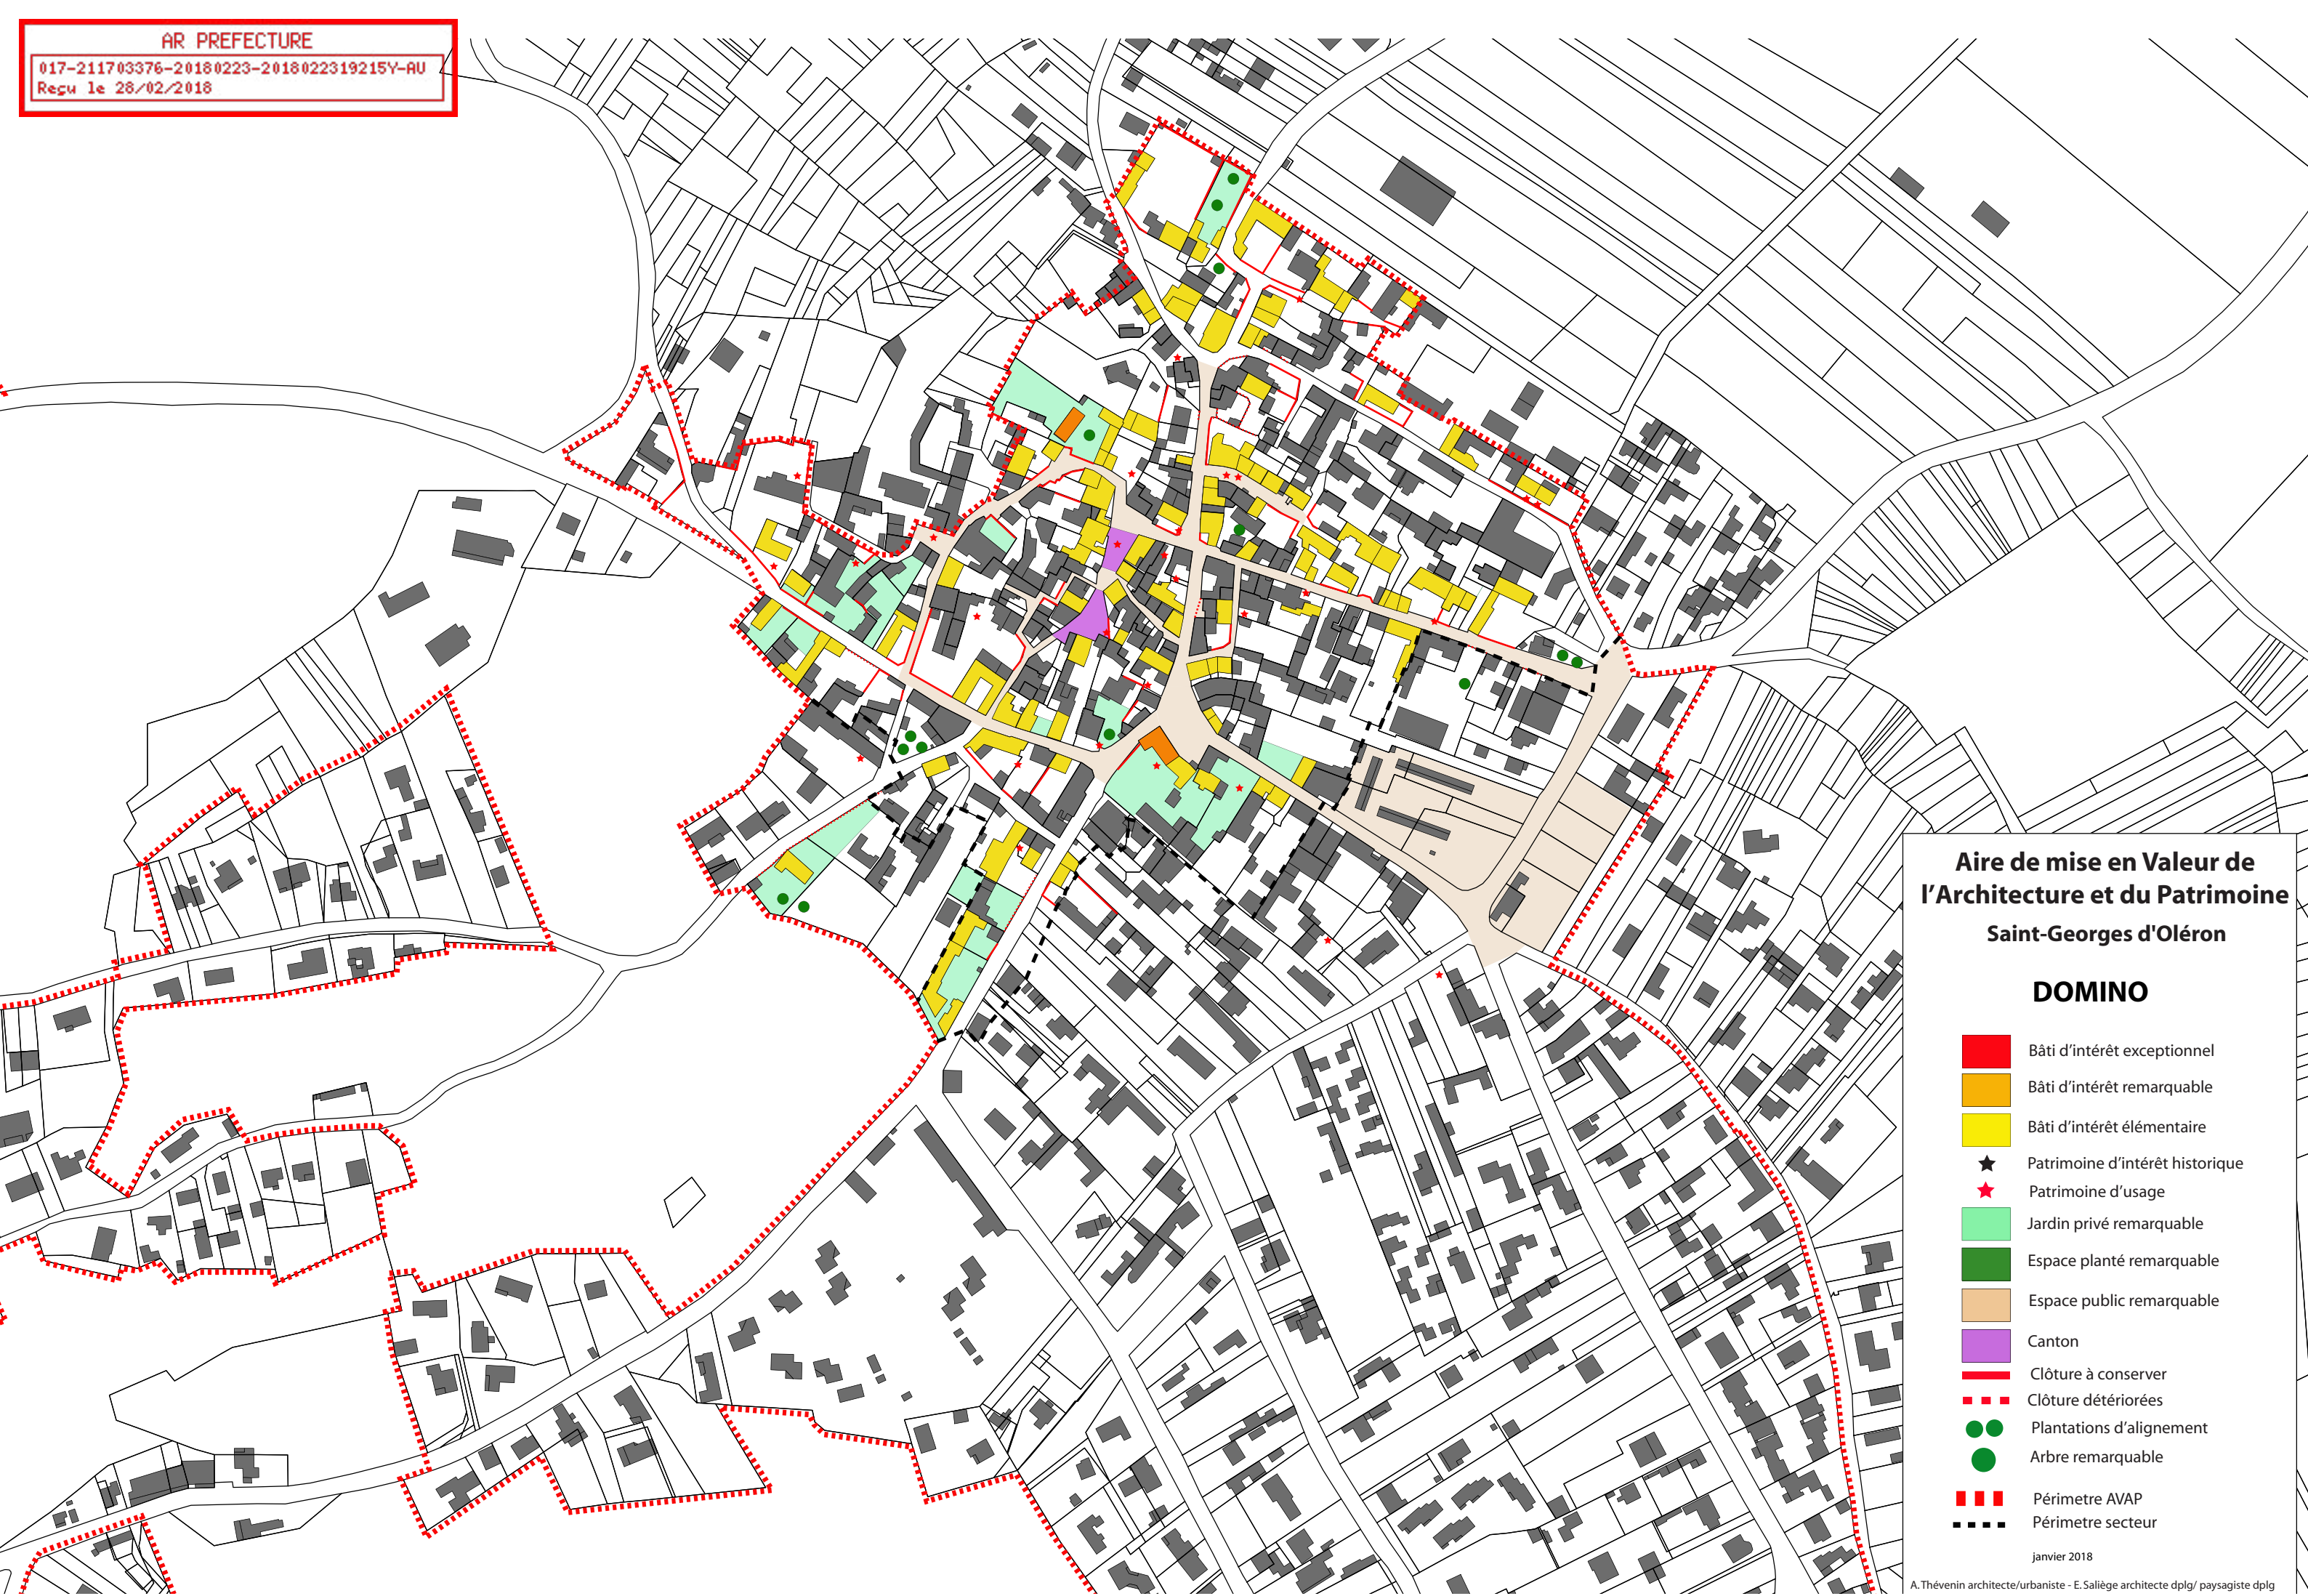 AR PREFECTURE
017-211703376-20180223-2018022319215Y-AU
Reçu le 28/02/2018
Aire de mise en Valeur de
l’Architecture et du Patrimoine
Saint-Georges d'Oléron
DOMINO
Bâti d’intérêt exceptionnel
Bâti d’intérêt remarquable
Bâti d’intérêt élémentaire
Patrimoine d’intérêt historique
Patrimoine d’usage
Jardin privé remarquable
Espace planté remarquable
Espace public remarquable
Canton
Clôture à conserver
Clôture détériorées
Plantations d’alignement
Arbre remarquable
Périmetre AVAP
Périmetre secteur
janvier 2018
A. Thévenin architecte/urbaniste - E. Saliège architecte dplg/ paysagiste dplg